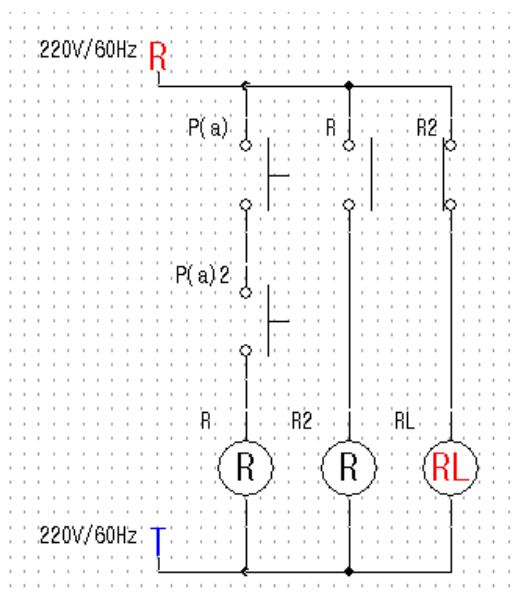 220V/60Hz R
P(a) R R2
P(a)2
R R2 RL
R R RL
220V/60Hz T